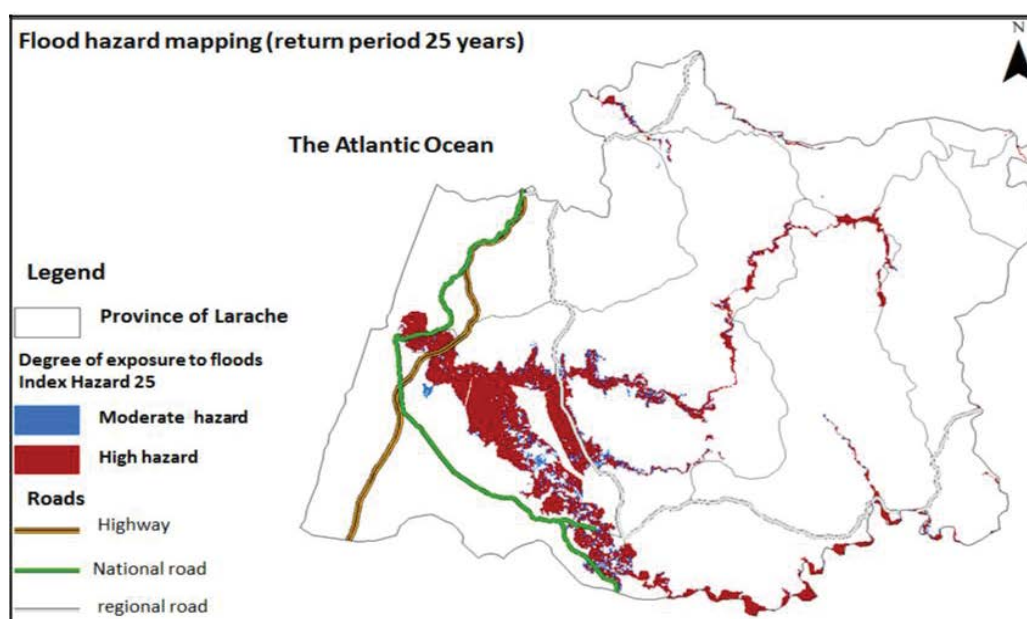 Flood hazard mapping (return period 25 years)
N
The Atlantic Ocean
Legend
Province of Larache
Degree of exposure to floods
Index Hazard 25
Moderate hazard
High hazard
Roads
Highway
National road
regional road